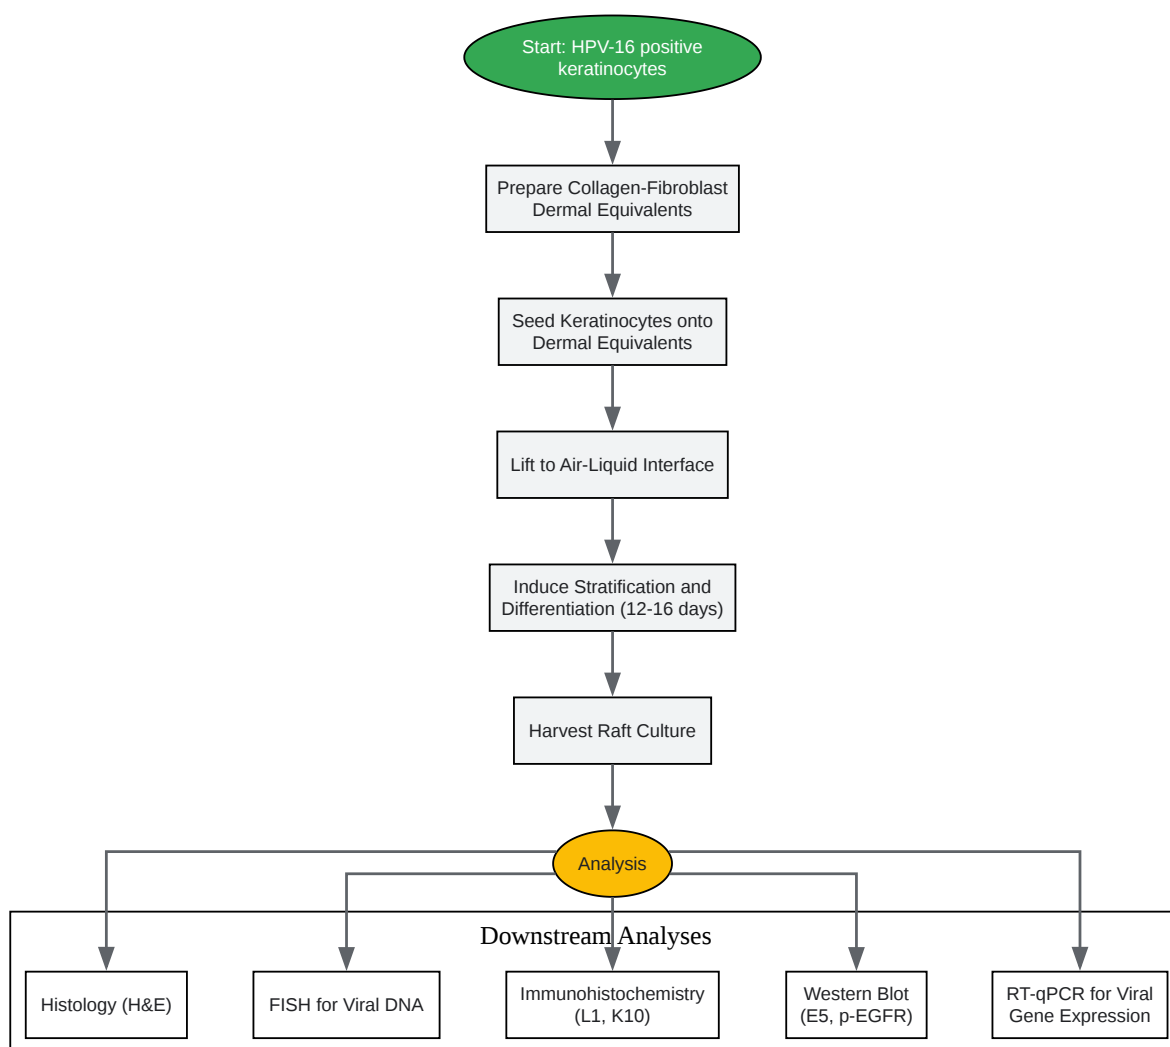 Start: HPV-16 positive
keratinocytes
Prepare Collagen-Fibroblast
Dermal Equivalents
Seed Keratinocytes onto
Dermal Equivalents
Lift to Air-Liquid Interface
Induce Stratification and
Differentiation (12-16 days)
Harvest Raft Culture
Analysis
Downstream Analyses
Histology (H&E)
FISH for Viral DNA
Immunohistochemistry
(L1, K10)
Western Blot
(E5, p-EGFR)
RT-qPCR for Viral
Gene Expression